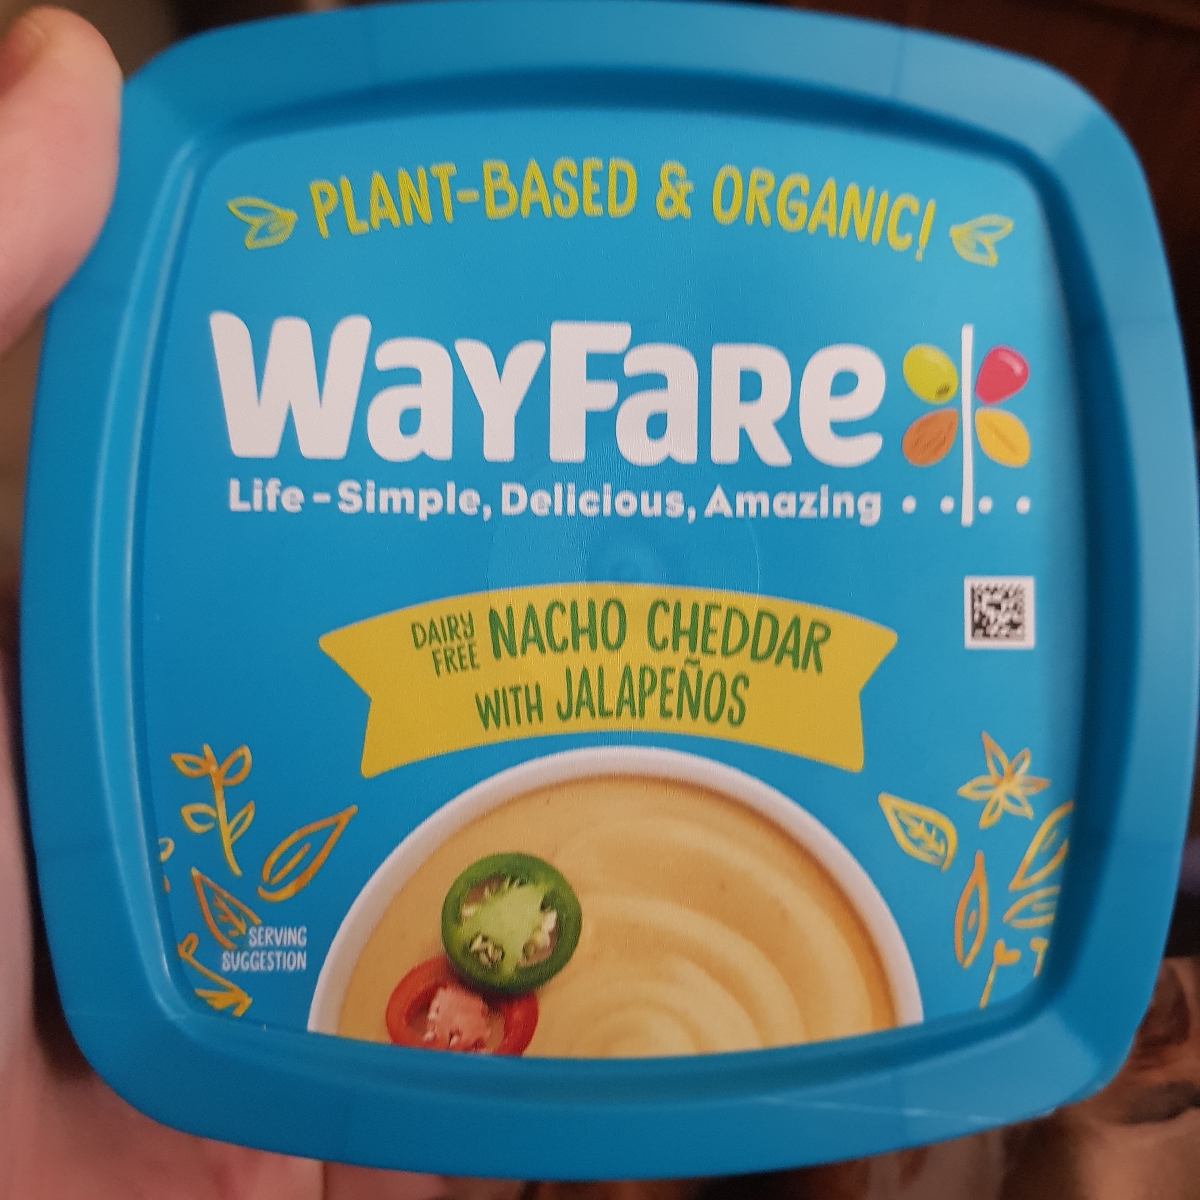 PLANT-BASED & ORGANIC!
WayFare
Life - Simple, Delicious, Amazing
DAIRY FREE NACHO CHEDDAR
WITH JALAPEÑOS
SERVING
SUGGESTION